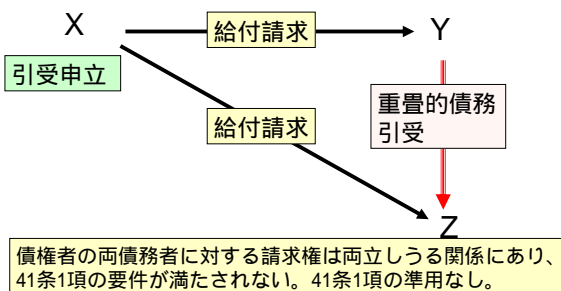 X
給付請求
Y
引受申立
重畳的債務
引受
給付請求
Z
債権者の両債務者に対する請求権は両立しうる関係にあり、
41条1項の要件が満たされない。41条1項の準用なし。